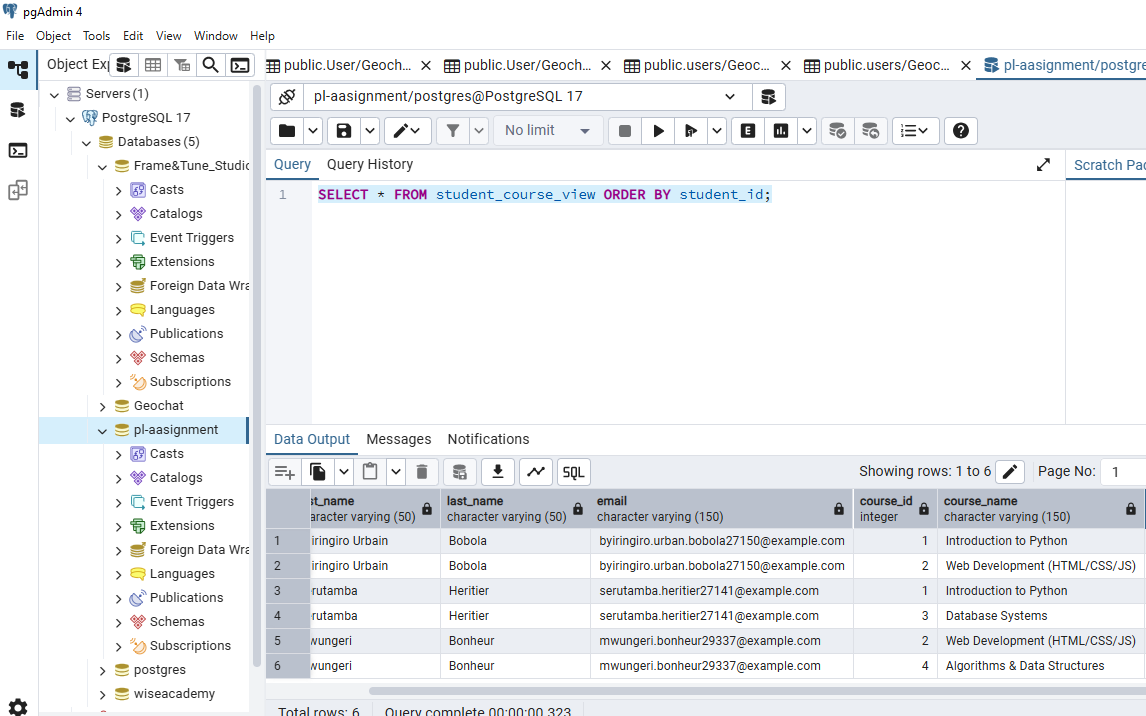 pgAdmin 4
File Object Tools Edit View Window Help
Object Exp
public.User/Geoch... public.User/Geoch... public.users/Geoc... public.users/Geoc... pl-aasignment/postgre
Servers (1)
PostgreSQL 17
Databases (5)
Frame&Tune_Studio
Casts
Catalogs
Event Triggers
Extensions
Foreign Data Wra
Languages
Publications
Schemas
Subscriptions
Geochat
pl-aasignment
Casts
Catalogs
Event Triggers
Extensions
Foreign Data Wra
Languages
Publications
Schemas
Subscriptions
postgres
wiseacademy
pl-aasignment/postgres@PostgreSQL 17
No limit
E
Query Query History
Scratch Pad
1 SELECT * FROM student_course_view ORDER BY student_id;
Data Output Messages Notifications
SQL
Showing rows: 1 to 6 Page No: 1
st_name last_name email course_id course_name
aracter varying (50) character varying (50) character varying (150) integer character varying (150)
1 iringiro Urbain Bobola byiringiro.urban.bobola27150@example.com 1 Introduction to Python
2 iringiro Urbain Bobola byiringiro.urban.bobola27150@example.com 2 Web Development (HTML/CSS/JS)
3 rutamba Heritier serutamba.heritier27141@example.com 1 Introduction to Python
4 rutamba Heritier serutamba.heritier27141@example.com 3 Database Systems
5 wungeri Bonheur mwungeri.bonheur29337@example.com 2 Web Development (HTML/CSS/JS)
6 wungeri Bonheur mwungeri.bonheur29337@example.com 4 Algorithms & Data Structures
Total rows: 6 Query complete 00:00:00.323